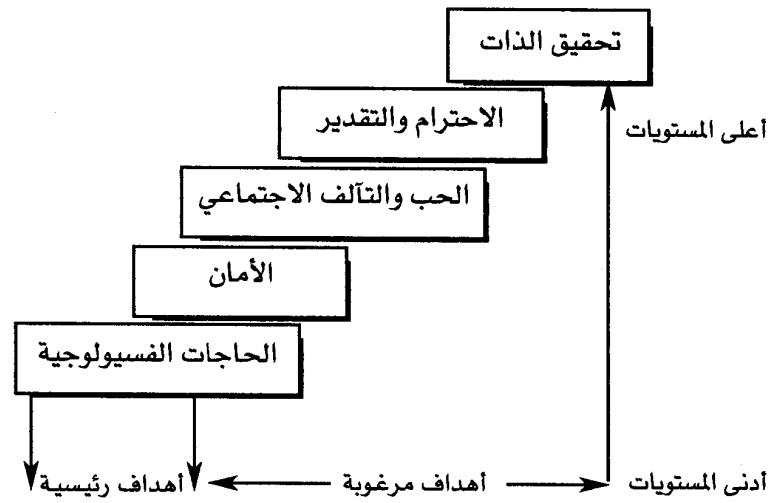 تحقيق الذات
الاحترام والتقدير
أعلى المستويات
الحب والتآلف الاجتماعي
الأمان
الحاجات الفسيولوجية
أدنى المستويات
أهداف مرغوبة
أهداف رئيسية